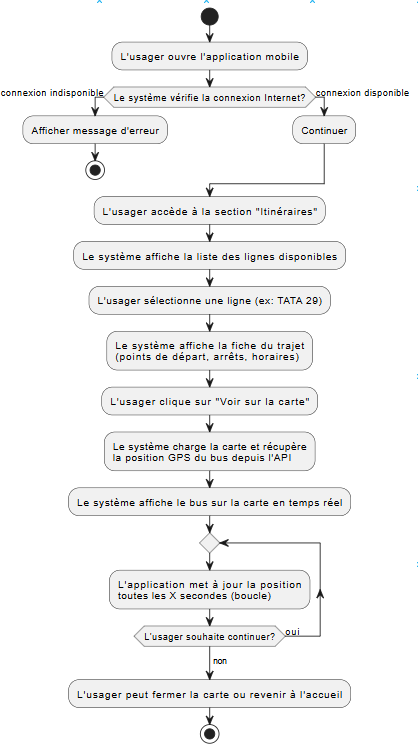 L'usager ouvre l'application mobile
connexion indisponible
Le système vérifie la connexion Internet?
connexion disponible
Afficher message d'erreur
Continuer
L'usager accède à la section "Itinéraires"
Le système affiche la liste des lignes disponibles
L'usager sélectionne une ligne (ex: TATA 29)
Le système affiche la fiche du trajet
(points de départ, arrêts, horaires)
L'usager clique sur "Voir sur la carte"
Le système charge la carte et récupère
la position GPS du bus depuis l'API
Le système affiche le bus sur la carte en temps réel
L'application met à jour la position
toutes les X secondes (boucle)
L'usager souhaite continuer?
oui
non
L'usager peut fermer la carte ou revenir à l'accueil